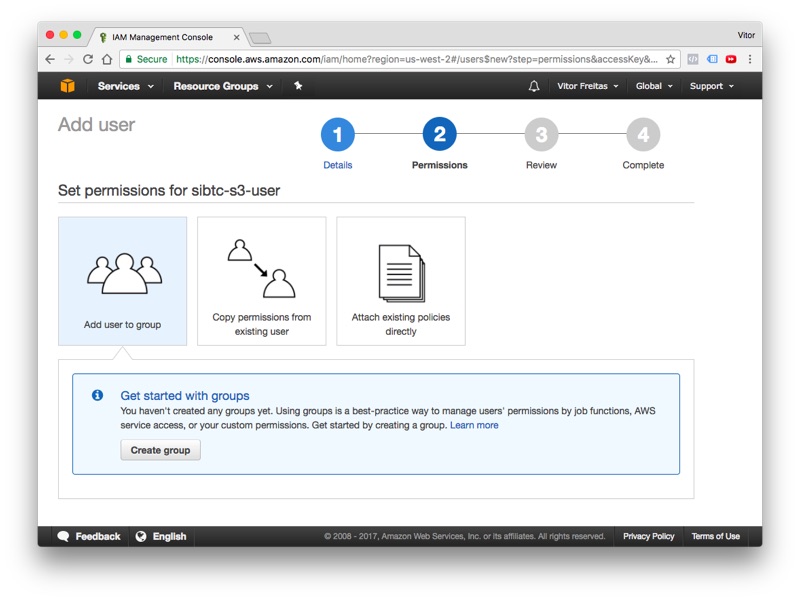 IAM Management Console
Vitor
Secure https://console.aws.amazon.com/iam/home?region=us-west-2#/users$new?step=permissions&accessKey&...
Services Resource Groups Vitor Freitas Global Support
Add user
1 2 3 4
Details Permissions Review Complete
Set permissions for sibtc-s3-user
Add user to group
Copy permissions from
existing user
Attach existing policies
directly
Get started with groups
You haven't created any groups yet. Using groups is a best-practice way to manage users' permissions by job functions, AWS
service access, or your custom permissions. Get started by creating a group. Learn more
Create group
Feedback English © 2008 - 2017, Amazon Web Services, Inc. or its affiliates. All rights reserved. Privacy Policy Terms of Use